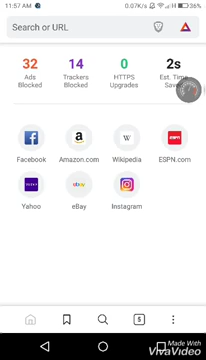 11:57 AM 0.07K/s H 36%
Search or URL
32 14 0 2s
Ads Trackers HTTPS Est. Time
Blocked Blocked Upgrades Saved
Facebook Amazon.com Wikipedia ESPN.com
Yahoo eBay Instagram
5
Made With
VivaVideo